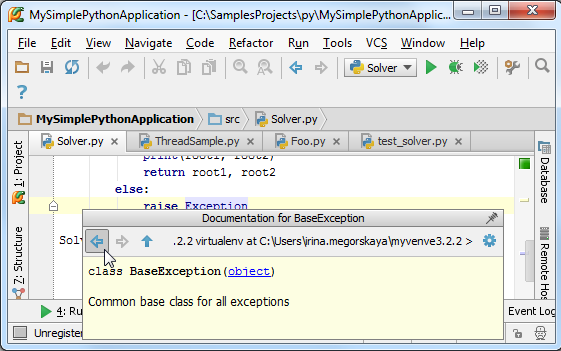 MySimplePythonApplication - [C:\SamplesProjects\py\MySimplePythonApplic...
File Edit View Navigate Code Refactor Run Tools VCS Window Help
Solver
?
MySimplePythonApplication src Solver.py
Solver.py ThreadSample.py Foo.py test_solver.py
1: Project
Z: Structure
print(root1, root2)
return root1, root2
else:
raise Exception
Solv
Documentation for BaseException
.2.2 virtualenv at C:\Users\irina.megorskaya\myvenve3.2.2 >
class BaseException(object)
Common base class for all exceptions
Database
Remote Hos
4: Ru
Event Log
Unregister